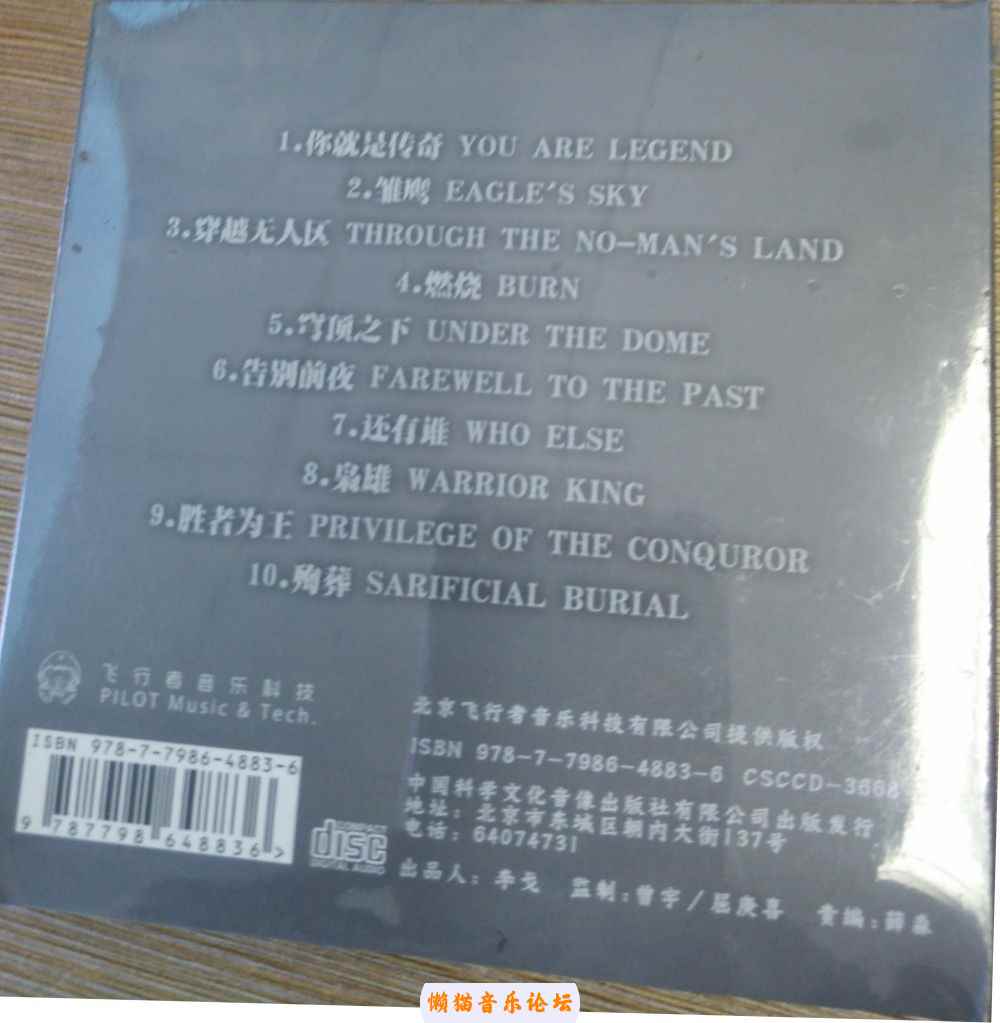 1.你就是传奇 YOU ARE LEGEND
2.雏鹰 EAGLE'S SKY
3.穿越无人区 THROUGH THE NO-MAN'S LAND
4.燃烧 BURN
5.穹顶之下 UNDER THE DOME
6.告别前夜 FAREWELL TO THE PAST
7.还有谁 WHO ELSE
8.枭雄 WARRIOR KING
9.胜者为王 PRIVILEGE OF THE CONQUROR
10.殉葬 SARIFICIAL BURIAL
飞行者音乐科技
PILOT Music & Tech.
ISBN 978-7-7986-4883-6
9 787798 648836 >
disc
DIGITAL AUDIO
北京飞行者音乐科技有限公司提供版权
ISBN 978-7-7986-4883-6 CSCCD-3668
中国科学文化音像出版社有限公司出版发行
地址: 北京市东城区朝内大街137号
电话: 64074731
出品人: 李戈 监制: 曾宇/屈庚喜 责编: 薛淼
懒猫音乐论坛